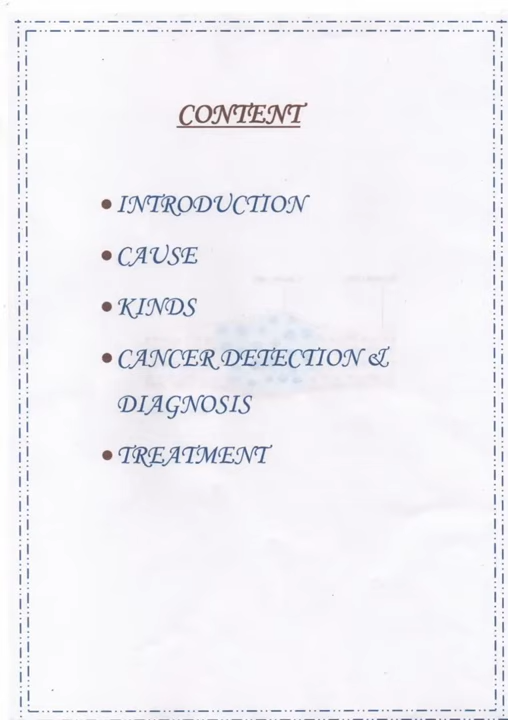 CONTENT
• INTRODUCTION
• CAUSE
• KINDS
• CANCER DETECTION &
DIAGNOSIS
• TREATMENT